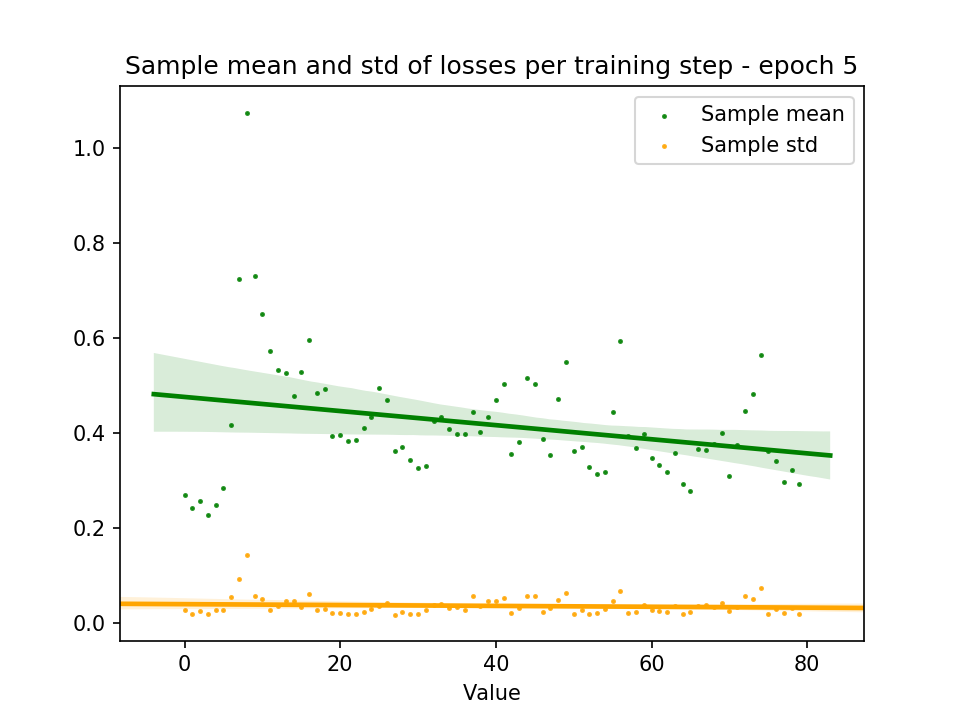 Sample mean and std of losses per training step - epoch 5
Sample mean
Sample std
1.0
0.8
0.6
0.4
0.2
0.0
0 20 40 60 80
Value